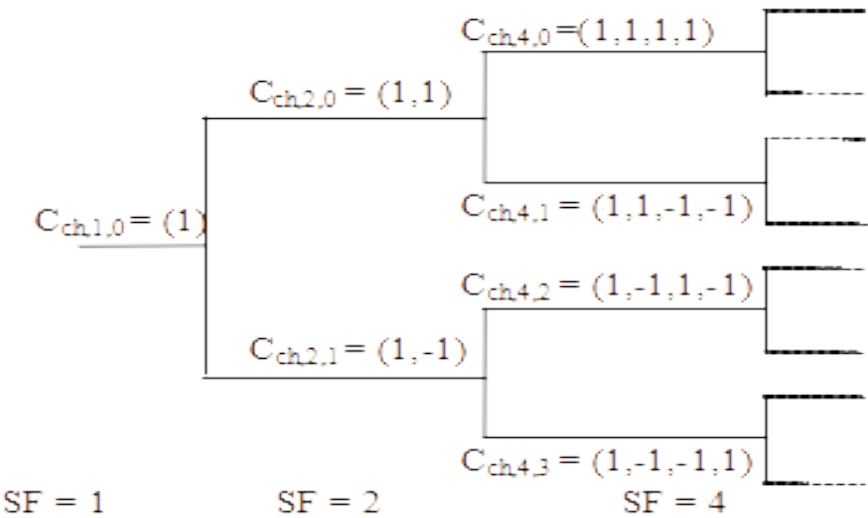 C_ch,4,0 =(1,1,1,1)
C_ch,2,0 = (1,1)
C_ch,4,1 = (1,1,-1,-1)
C_ch,1,0 = (1)
C_ch,4,2 = (1,-1,1,-1)
C_ch,2,1 = (1,-1)
C_ch,4,3 = (1,-1,-1,1)
SF = 1 SF = 2 SF = 4